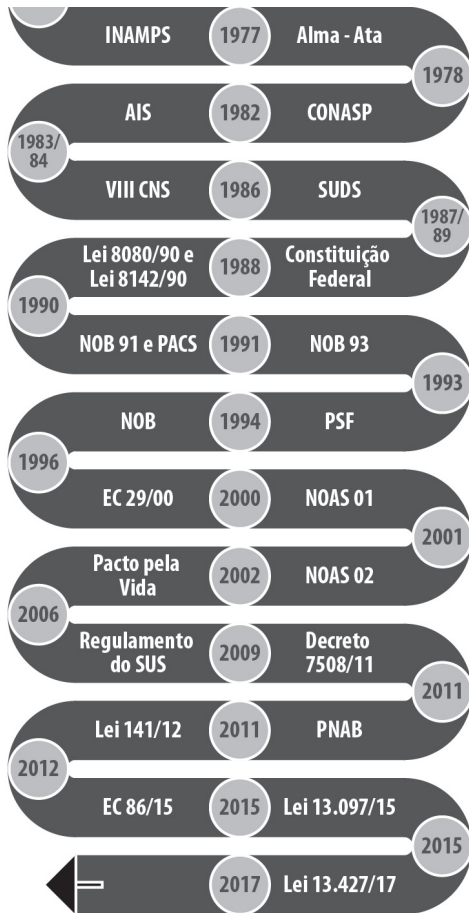 INAMPS 1977 Alma - Ata
1978
AIS 1982 CONASP
1983/
84
VIII CNS 1986 SUDS
1987/
89
Lei 8080/90 e
Lei 8142/90
1988
Constituição
Federal
1990
NOB 91 e PACS 1991 NOB 93
1993
NOB 1994 PSF
1996
EC 29/00 2000 NOAS 01
2001
Pacto pela
Vida
2002
NOAS 02
2006
Regulamento
do SUS
2009
Decreto
7508/11
2011
Lei 141/12 2011 PNAB
2012
EC 86/15 2015 Lei 13.097/15
2015
2017 Lei 13.427/17